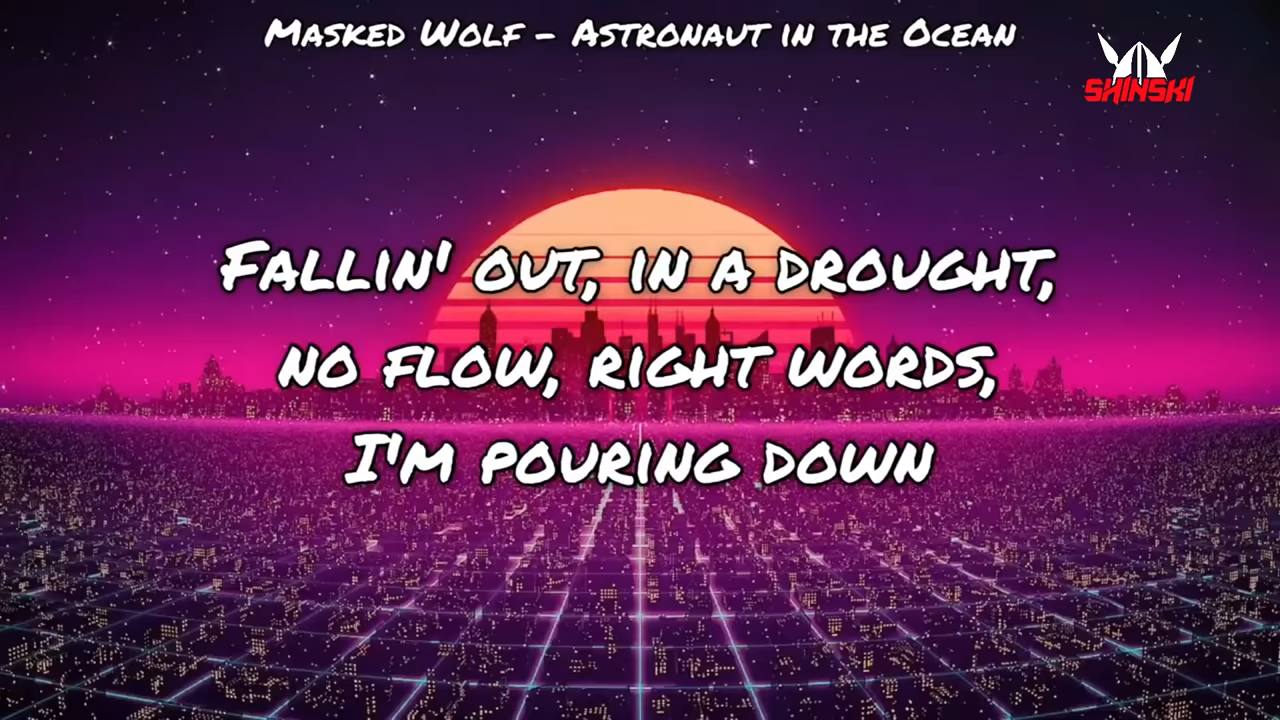 Masked Wolf - Astronaut in the Ocean
SHINSKI
Fallin' out, in a drought,
no flow, right words,
I'm pouring down